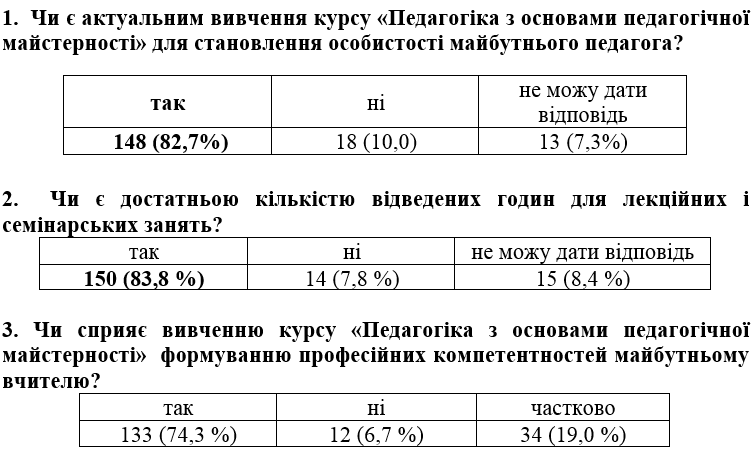 1. Чи є актуальним вивчення курсу «Педагогіка з основами педагогічної
майстерності» для становлення особистості майбутнього педагога?
так ні не можу дати
відповідь
148 (82,7%) 18 (10,0) 13 (7,3%)
2. Чи є достатньою кількістю відведених годин для лекційних і
семінарських занять?
так ні не можу дати відповідь
150 (83,8 %) 14 (7,8 %) 15 (8,4 %)
3. Чи сприяє вивченню курсу «Педагогіка з основами педагогічної
майстерності» формуванню професійних компетентностей майбутньому
вчителю?
так ні частково
133 (74,3 %) 12 (6,7 %) 34 (19,0 %)